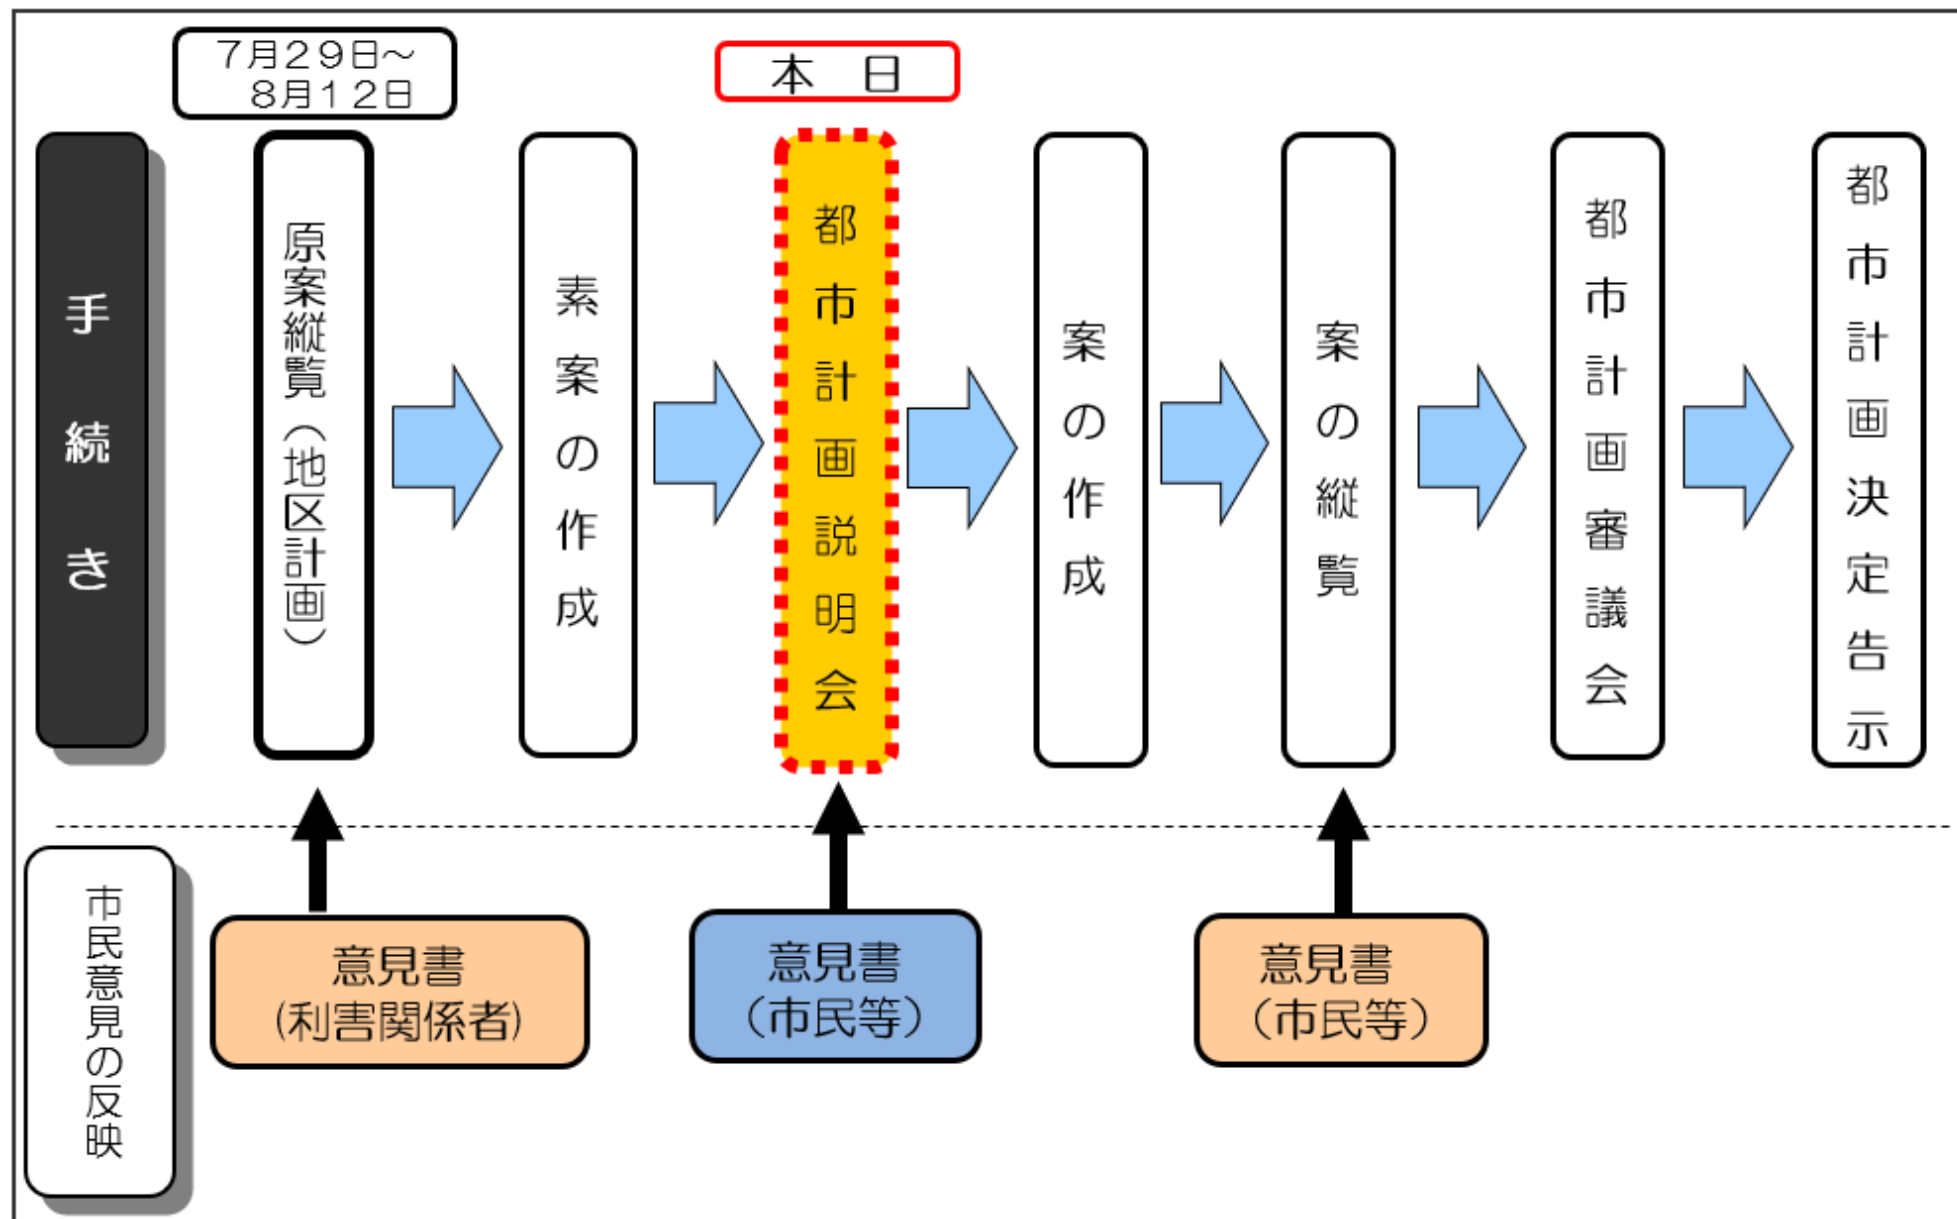 7月29日～
8月12日
本　日
手続き
原案縦覧（地区計画）
素案の作成
都市計画説明会
案の作成
案の縦覧
都市計画審議会
都市計画決定告示
市民意見の反映
意見書
(利害関係者)
意見書
（市民等）
意見書
（市民等）